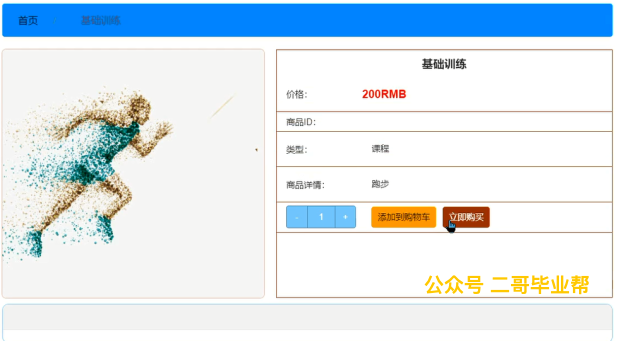 首页 基础训练
基础训练
价格： 200RMB
商品ID：
类型： 课程
商品详情： 跑步
- 1 + 添加到购物车 立即购买
公众号 二哥毕业帮